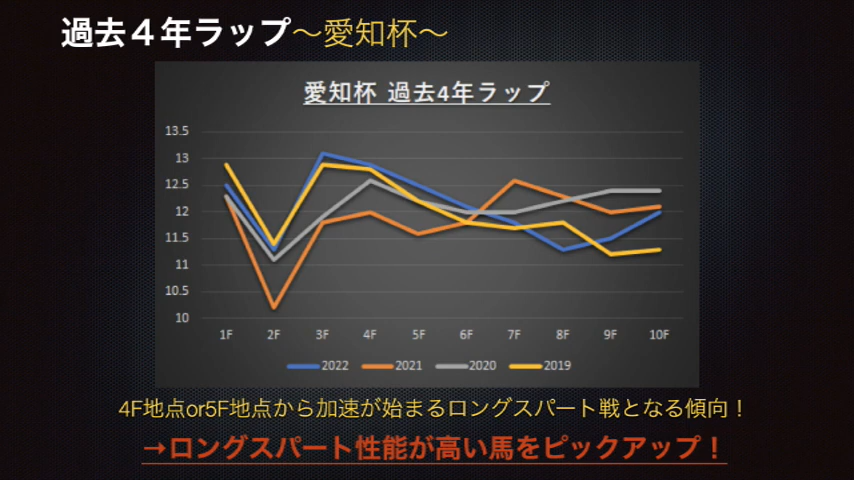 過去４年ラップ～愛知杯～
愛知杯 過去4年ラップ
13.5
13
12.5
12
11.5
11
10.5
10
1F 2F 3F 4F 5F 6F 7F 8F 9F 10F
2022 2021 2020 2019
4F地点or5F地点から加速が始まるロングスパート戦となる傾向！
→ロングスパート性能が高い馬をピックアップ！